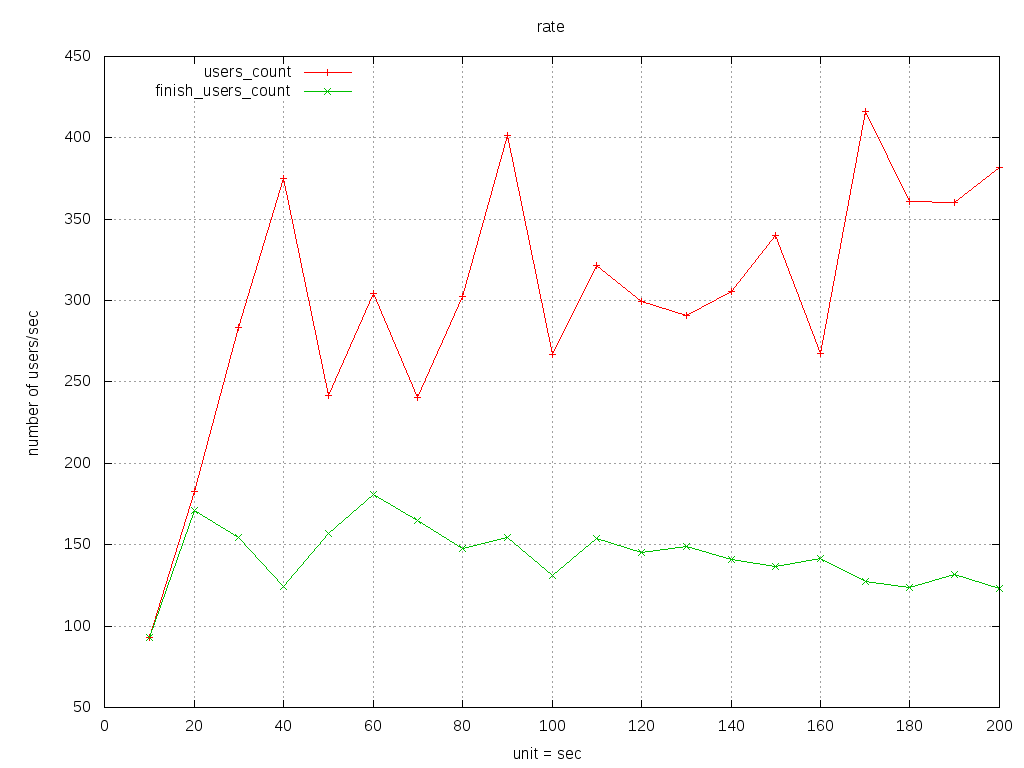 rate
450
users_count
finish_users_count
400
350
300
250
200
150
100
50
number of users/sec
0 20 40 60 80 100 120 140 160 180 200
unit = sec